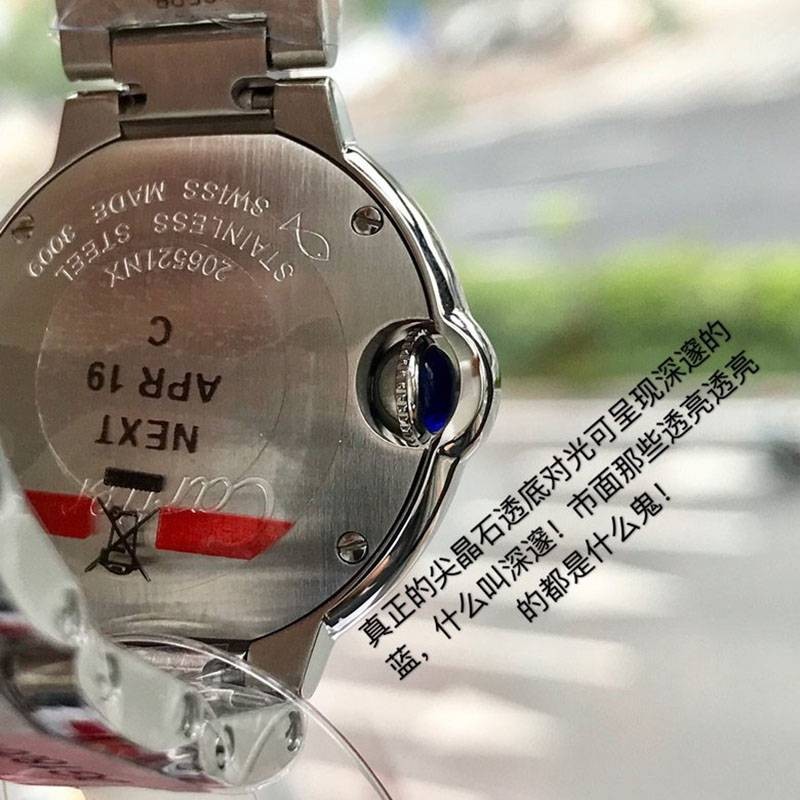 SWISS MADE 3009
STAINLESS STEEL
206521NX
C
APR 19
NEXT
Cartier
真正的尖晶石透底对光可呈现深邃的
蓝，什么叫深邃！市面那些透亮透亮
的都是什么鬼！